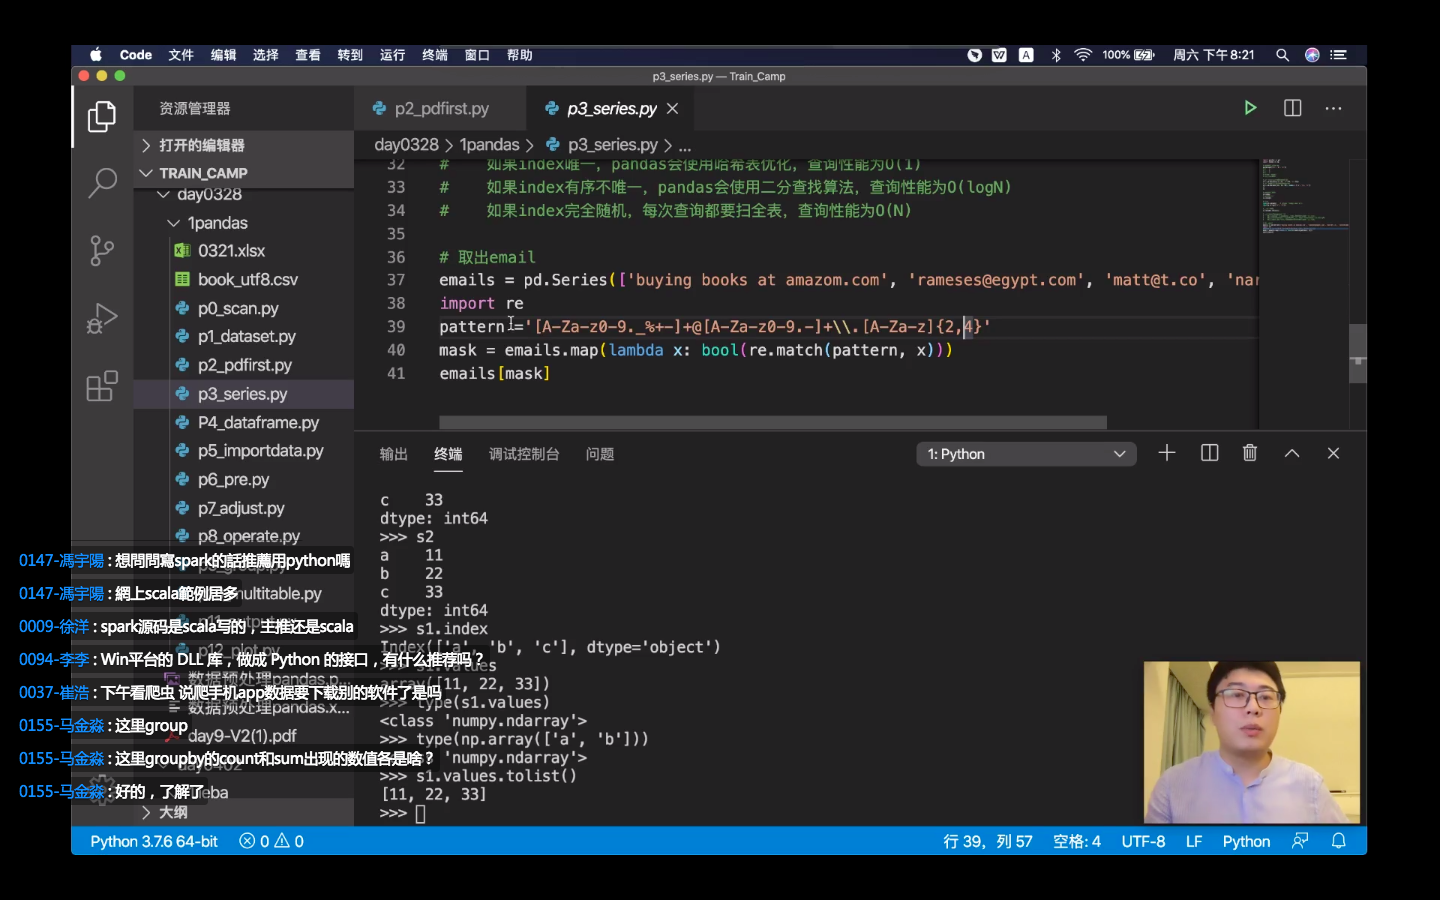 Code 文件 编辑 选择 查看 转到 运行 终端 窗口 帮助 100% 周六下午8:21
p3_series.py — Train_Camp
资源管理器
p2_pdfirst.py p3_series.py
打开的编辑器
day0328 > 1pandas > p3_series.py > ...
TRAIN_CAMP
day0328
1pandas
0321.xlsx
book_utf8.csv
p0_scan.py
p1_dataset.py
p2_pdfirst.py
p3_series.py
P4_dataframe.py
p5_importdata.py
p6_pre.py
p7_adjust.py
p8_operate.py
multitable.py
数据预处理pandas.p...
数据预处理pandas.x...
day9-V2(1).pdf
大纲
32 # 如果index唯一，pandas会使用哈希表优化，查询性能为O(1)
33 # 如果index有序不唯一，pandas会使用二分查找算法，查询性能为O(logN)
34 # 如果index完全随机，每次查询都要扫全表，查询性能为O(N)
35
36 # 取出email
37 emails = pd.Series(['buying books at amazom.com', 'rameses@egypt.com', 'matt@t.co', 'nar
38 import re
39 pattern ='[A-Za-z0-9._%+-]+@[A-Za-z0-9.-]+\\.[A-Za-z]{2,4}'
40 mask = emails.map(lambda x: bool(re.match(pattern, x)))
41 emails[mask]
输出 终端 调试控制台 问题 1: Python
c    33
dtype: int64
>>> s2
a    11
b    22
c    33
dtype: int64
>>> s1.index
Index(['a', 'b', 'c'], dtype='object')
>>> s1.values
array([11, 22, 33])
>>> type(s1.values)
<class 'numpy.ndarray'>
>>> type(np.array(['a', 'b']))
<class 'numpy.ndarray'>
>>> s1.values.tolist()
[11, 22, 33]
>>>
0147-馮宇陽 : 想問問寫spark的話推薦用python嗎
0147-馮宇陽 : 網上scala範例居多
0009-徐洋 : spark源码是scala写的，主推还是scala
0094-李李 : Win平台的 DLL 库，做成 Python 的接口，有什么推荐吗？
0037-崔浩 : 下午看爬虫 说爬手机app数据要下载别的软件了是吗
0155-马金淼 : 这里group
0155-马金淼 : 这里groupby的count和sum出现的数值各是啥？
0155-马金淼 : 好的，了解了
Python 3.7.6 64-bit 0 0 行 39，列 57 空格: 4 UTF-8 LF Python